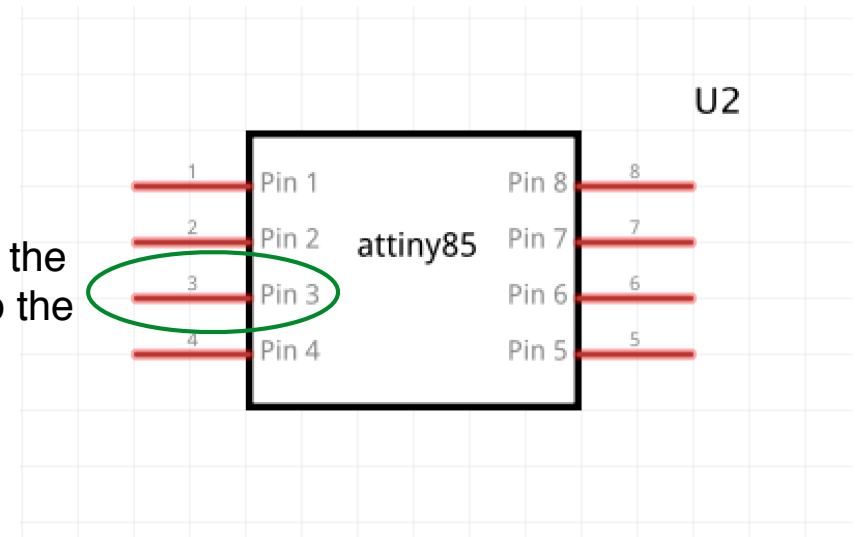 U2
1 Pin 1 Pin 8 8
2 Pin 2 attiny85 Pin 7 7
the
3 Pin 3 Pin 6 6
the
4 Pin 4 Pin 5 5